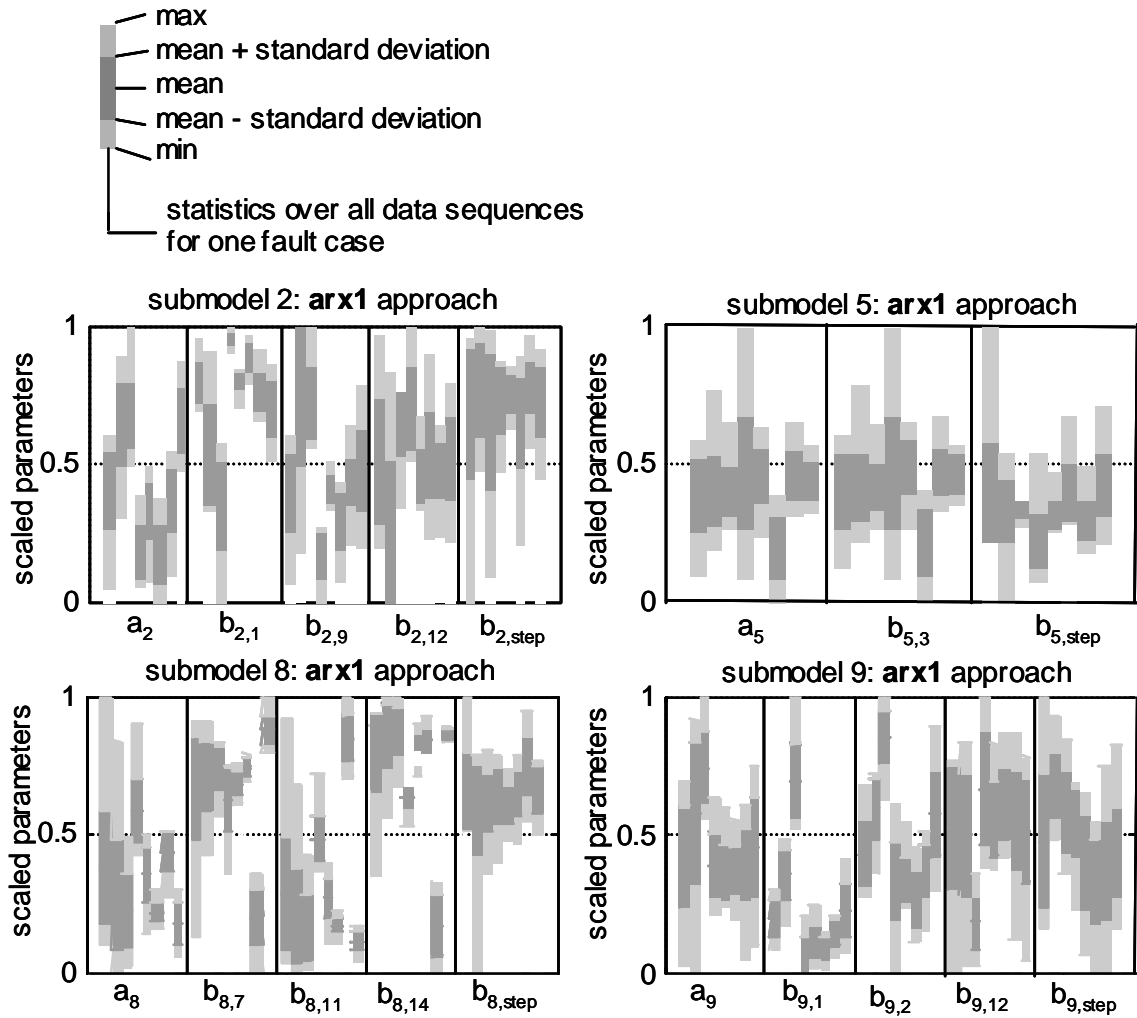 max
mean + standard deviation
mean
mean - standard deviation
min
statistics over all data sequences
for one fault case
submodel 2: arx1 approach
submodel 5: arx1 approach
1
0.5
0
scaled parameters
a2
b2,1
b2,9
b2,12
b2,step
1
0.5
0
scaled parameters
a5
b5,3
b5,step
submodel 8: arx1 approach
submodel 9: arx1 approach
1
0.5
0
scaled parameters
a8
b8,7
b8,11
b8,14
b8,step
1
0.5
0
scaled parameters
a9
b9,1
b9,2
b9,12
b9,step